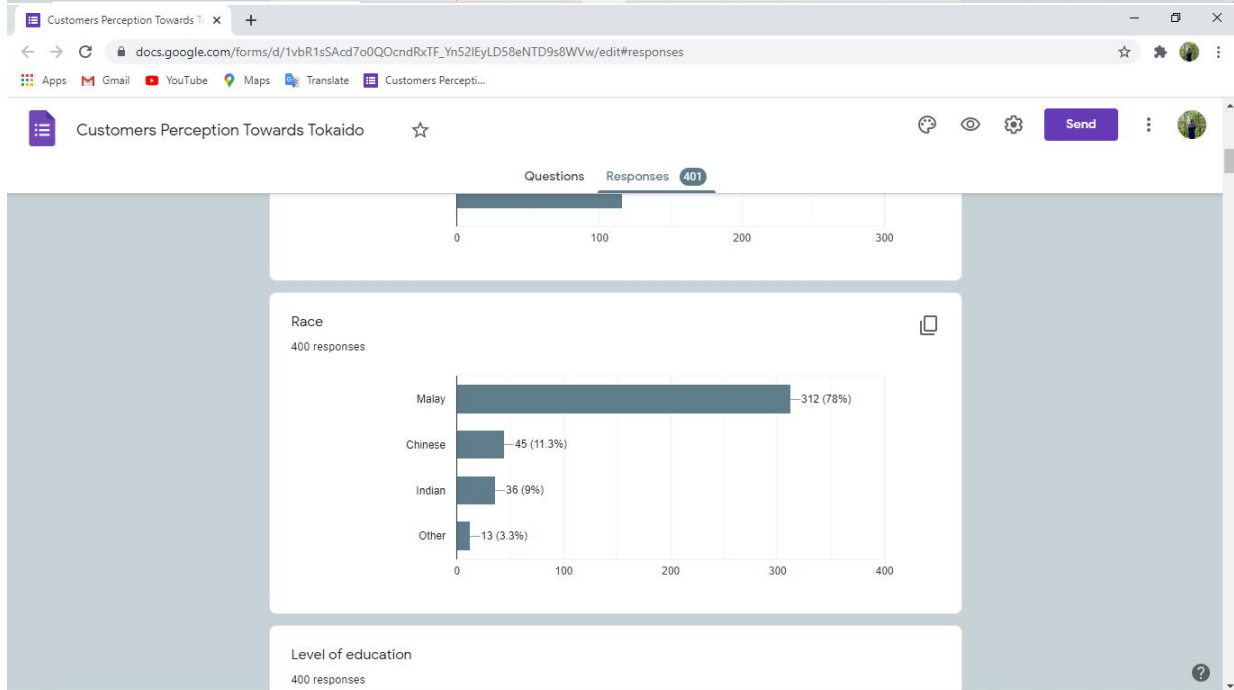 Customers Perception Towards T
docs.google.com/forms/d/1vbR1sSAcd7o0QOcndRxTF_Yn52IEyLD58eNTD9s8WVw/edit#responses
Apps Gmail YouTube Maps Translate Customers Percepti...
Customers Perception Towards Tokaido Send
Questions Responses 401
0 100 200 300
Race
400 responses
Malay 312 (78%)
Chinese 45 (11.3%)
Indian 36 (9%)
Other 13 (3.3%)
0 100 200 300 400
Level of education
400 responses